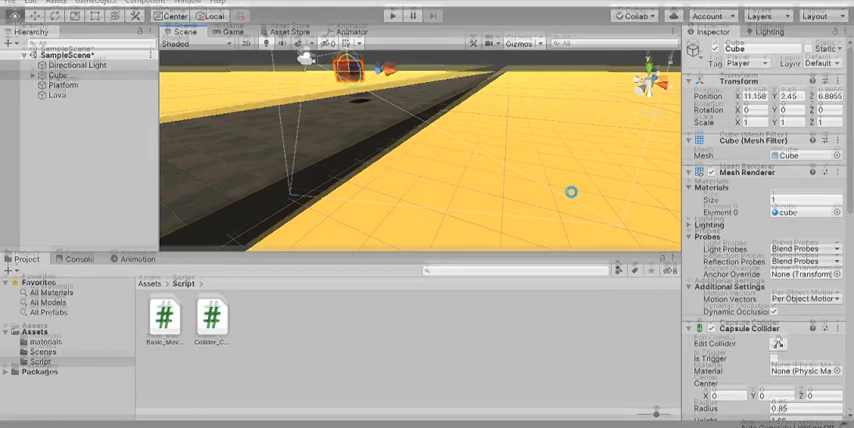 File Edit Assets GameObject Component Window Help
Center Local Collab Account Layers Layout
Hierarchy
All
SampleScene*
Directional Light
Cube
Platform
Lava
Scene Game Asset Store Animator
Shaded 2D 0 Gizmos All
Inspector Lighting
Cube Static
Tag Player Layer Default
Transform
Position X 11.158 Y 2.45 Z 6.8955
Rotation X 0 Y 0 Z 0
Scale X 1 Y 1 Z 1
Cube (Mesh Filter)
Mesh Cube
Mesh Renderer
Materials
Size 1
Element 0 cube
Lighting
Probes
Light Probes Blend Probes
Reflection Probes Blend Probes
Anchor Override None (Transform)
Additional Settings
Motion Vectors Per Object Motior
Dynamic Occlusion
Capsule Collider
Edit Collider
Is Trigger
Material None (Physic Ma
Center
X 0 Y 0 Z 0
Radius 0.85
Project Console Animation
8
Favorites
All Materials
All Models
All Prefabs
Assets
materials
Scenes
Script
Packages
Assets > Script
Basic_Mov... Collider_C...